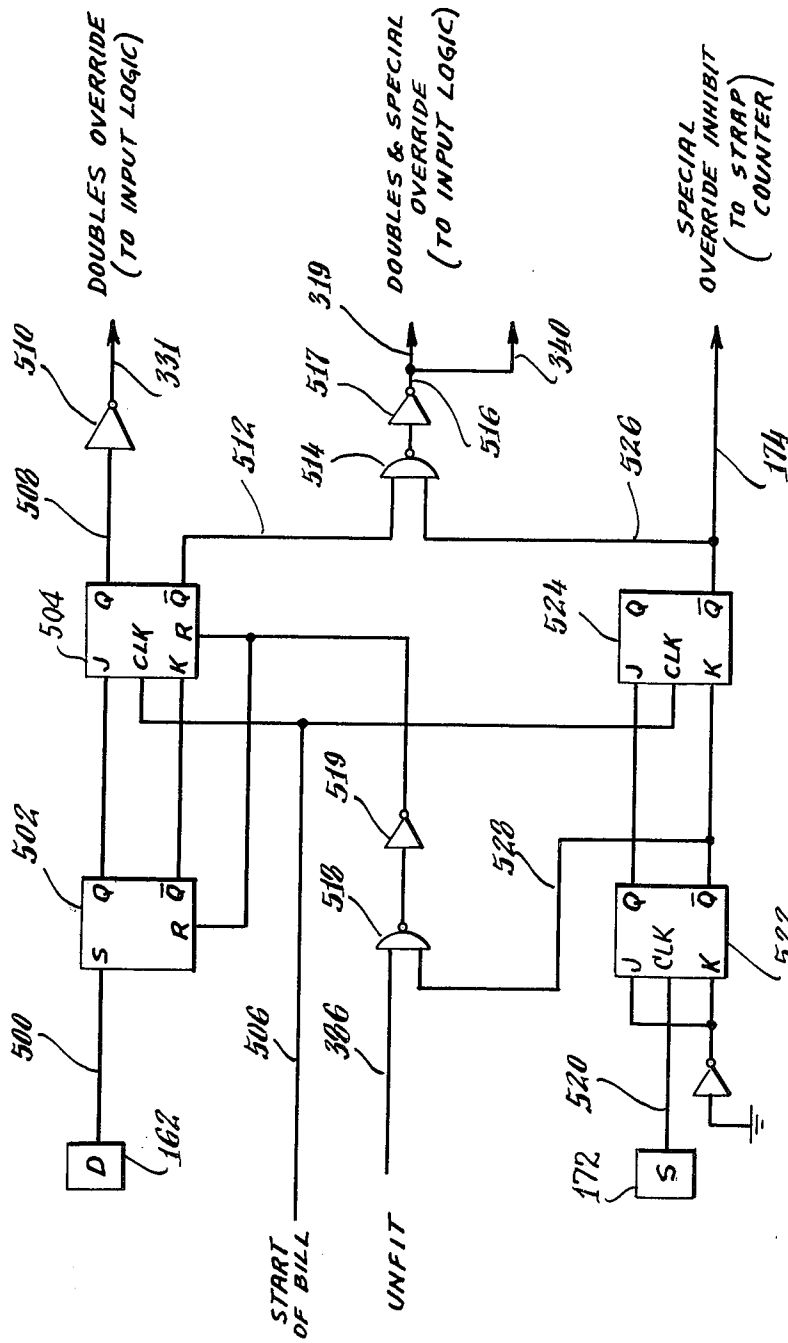 502
504
510
500
508
D
S
Q
Q̅
R
J
CLK
K
Q
Q̅
R
331
DOUBLES OVERRIDE
(TO INPUT LOGIC)
162
512
506
START
OF BILL
519
518
514
517
319
516
340
DOUBLES & SPECIAL
OVERRIDE
(TO INPUT LOGIC)
386
UNFIT
528
526
524
520
172
S
J
CLK
K
Q
Q̅
J
CLK
K
Q
Q̅
174
SPECIAL
OVERRIDE INHIBIT
(TO STRAP
COUNTER)